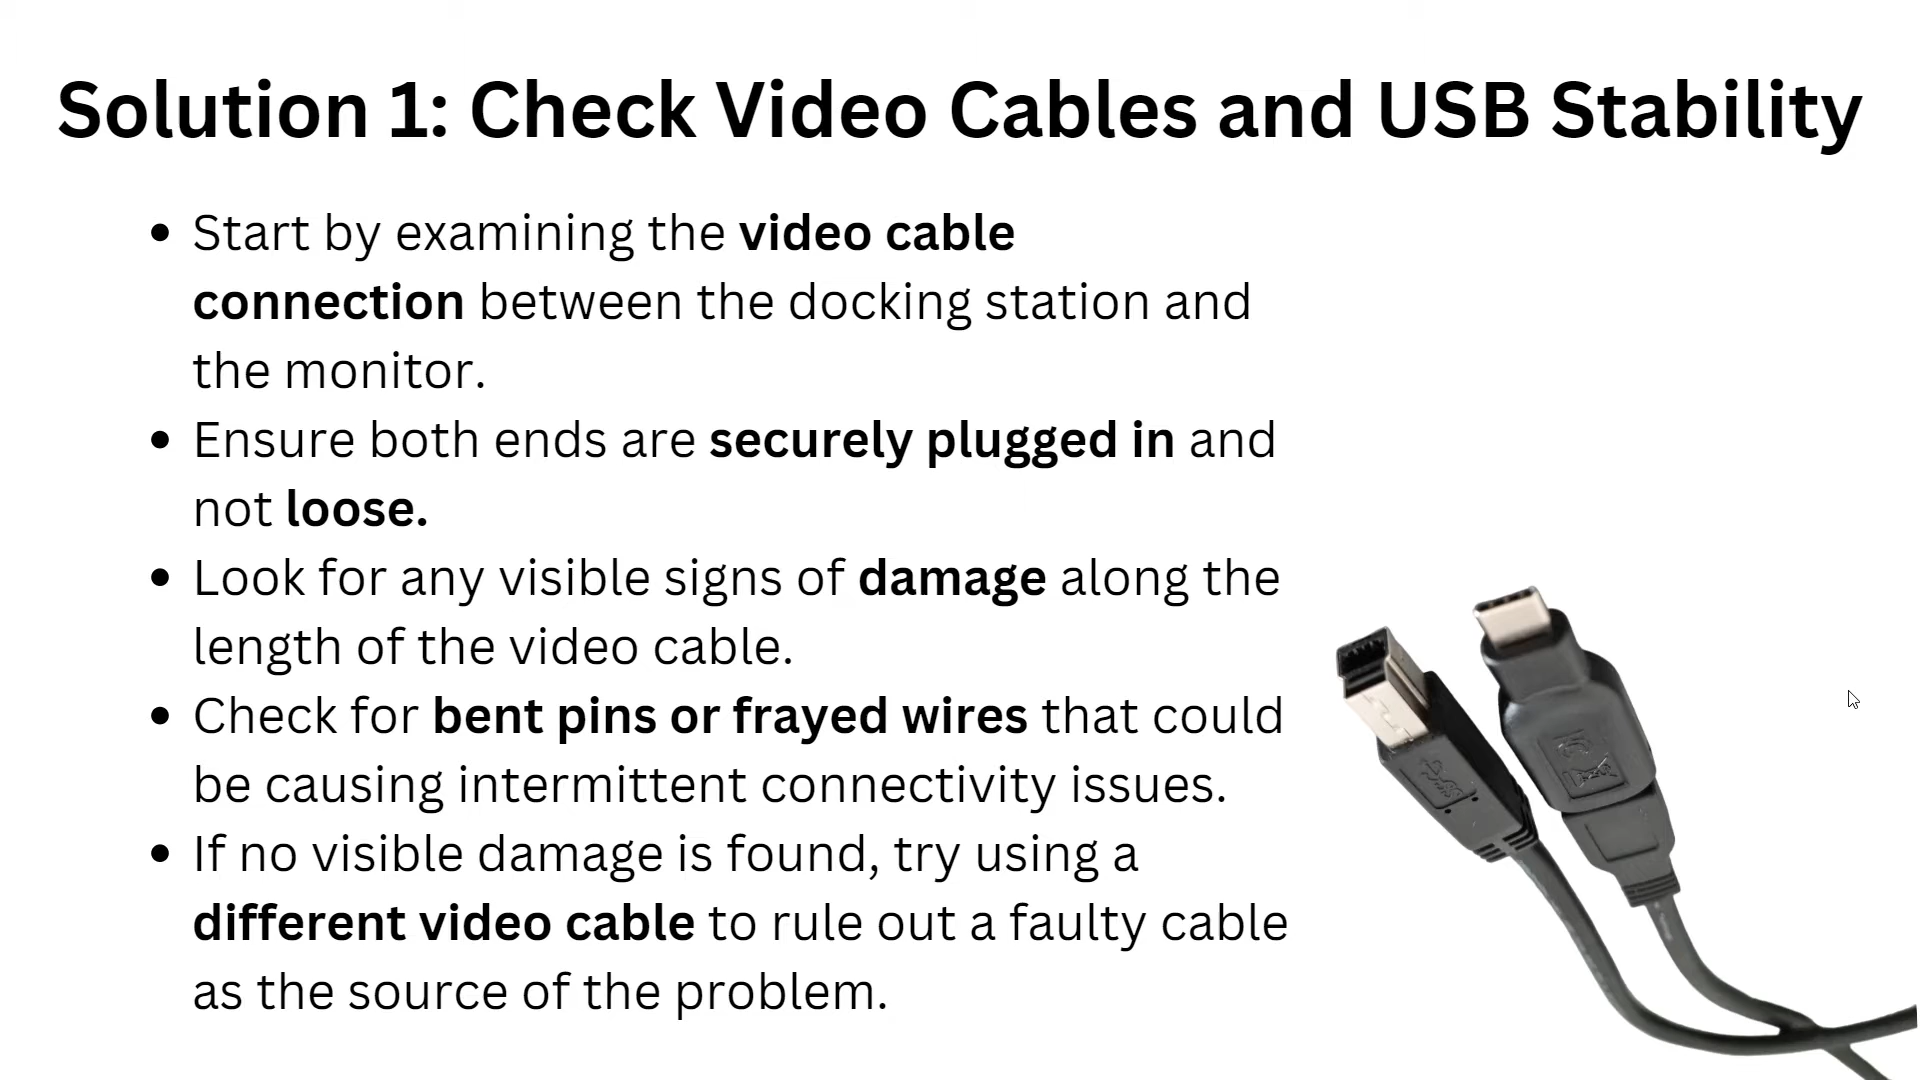 Solution 1: Check Video Cables and USB Stability
• Start by examining the video cable
connection between the docking station and
the monitor.
• Ensure both ends are securely plugged in and
not loose.
• Look for any visible signs of damage along the
length of the video cable.
• Check for bent pins or frayed wires that could
be causing intermittent connectivity issues.
• If no visible damage is found, try using a
different video cable to rule out a faulty cable
as the source of the problem.